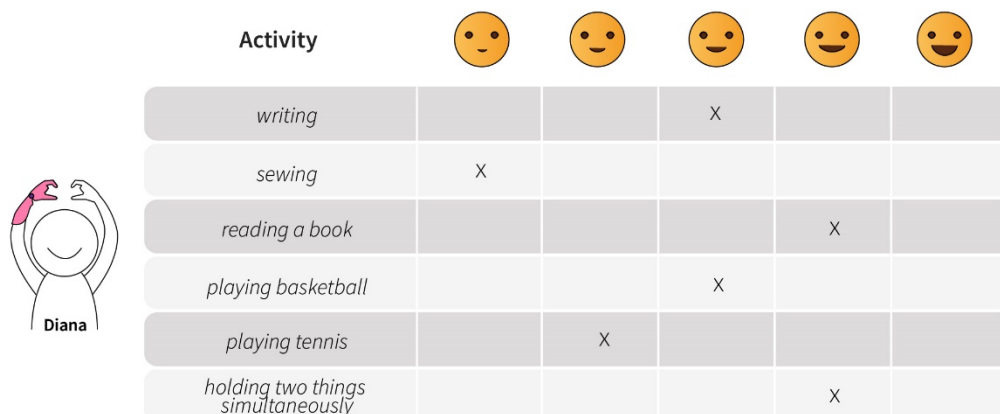 Activity
writing X
sewing X
reading a book X
playing basketball X
Diana
playing tennis X
holding two things
simultaneously X